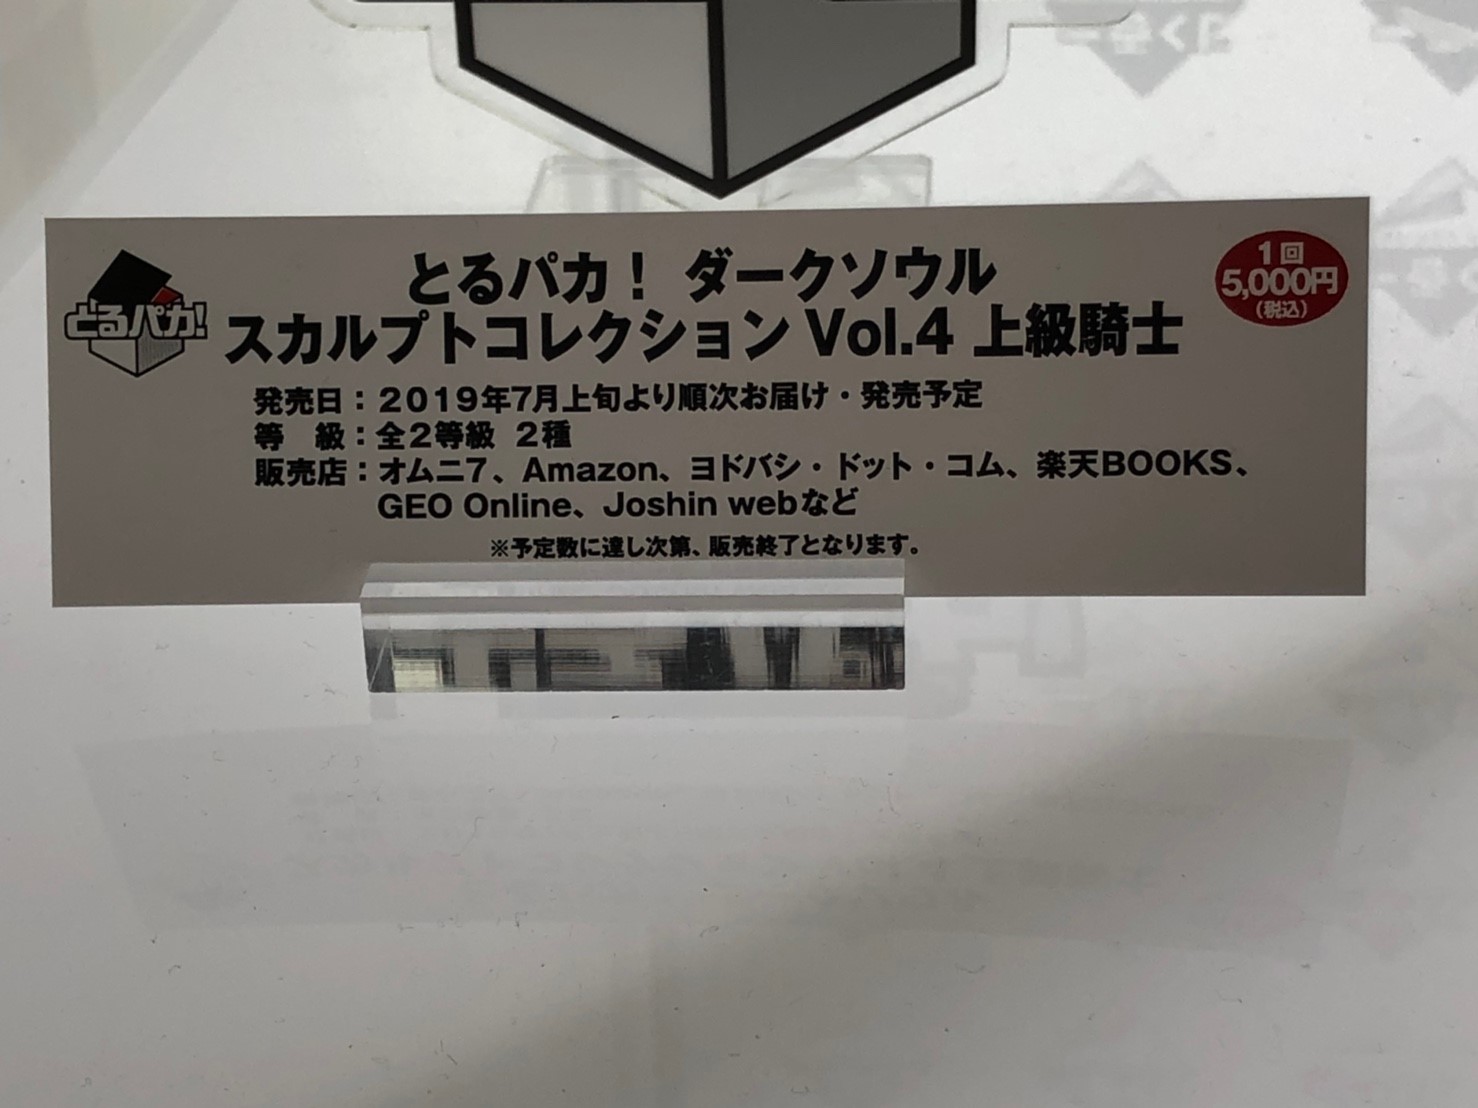 一番くじ
とるパカ！ ダークソウル
スカルプトコレクション Vol.4 上級騎士
1回
5,000円
(税込)
とるパカ!
発売日：2019年7月上旬より順次お届け・発売予定
等　級：全2等級 2種
販売店：オムニ7、Amazon、ヨドバシ・ドット・コム、楽天BOOKS、
GEO Online、Joshin webなど
※予定数に達し次第、販売終了となります。